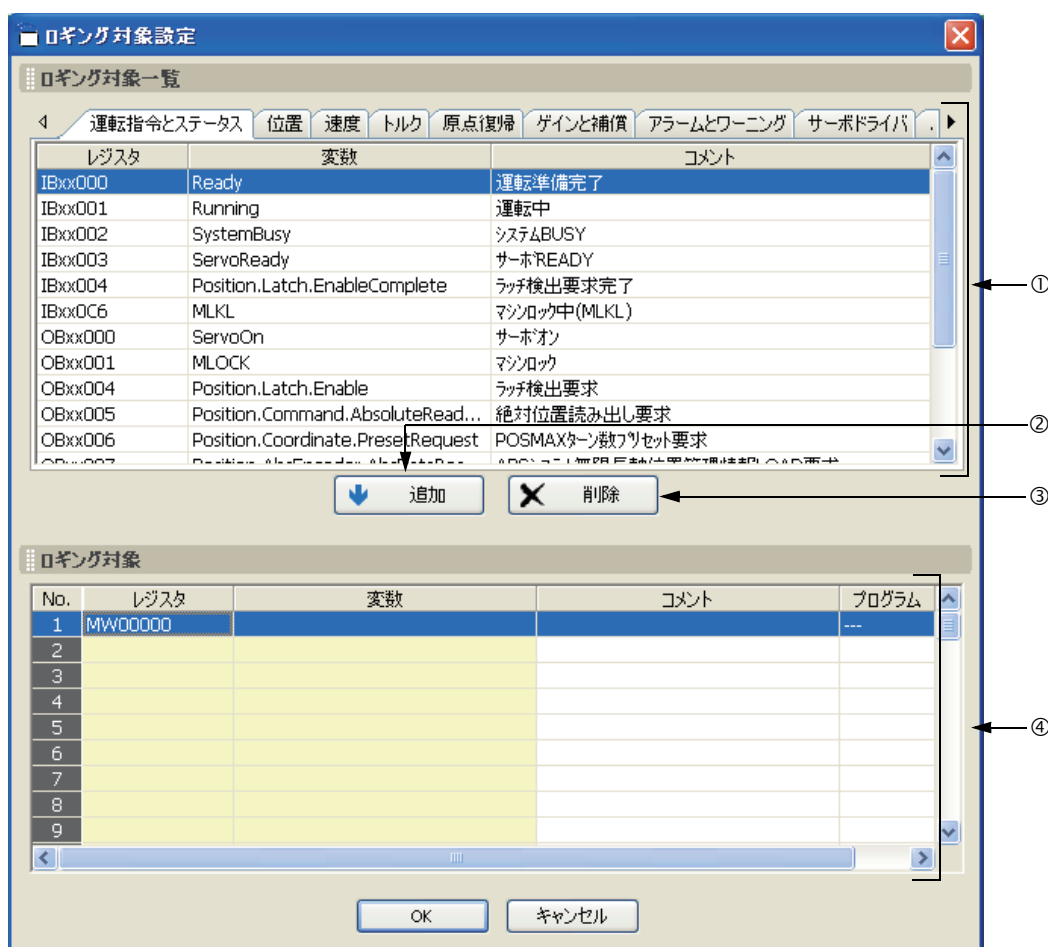 ロギング対象設定
ロギング対象一覧
運転指令とステータス 位置 速度 トルク 原点復帰 ゲインと補償 アラームとワーニング サーボドライバ .
レジスタ 変数 コメント
IBxx000 Ready 運転準備完了
IBxx001 Running 運転中
IBxx002 SystemBusy ｼｽﾃﾑBUSY
IBxx003 ServoReady ｻｰﾎﾞREADY
IBxx004 Position.Latch.EnableComplete ﾗｯﾁ検出要求完了
①
IBxx0C6 MLKL ﾏｼﾝﾛｯｸ中(MLKL)
OBxx000 ServoOn ｻｰﾎﾞｵﾝ
OBxx001 MLOCK ﾏｼﾝﾛｯｸ
OBxx004 Position.Latch.Enable ﾗｯﾁ検出要求
OBxx005 Position.Command.AbsoluteRead... 絶対位置読み出し要求
②
OBxx006 Position.Coordinate.PresetRequest POSMAXﾀｰﾝ数ﾌﾟﾘｾｯﾄ要求
追加 削除
③
ロギング対象
No. レジスタ 変数 コメント プログラム
1 MW00000 ---
2
3
4
5
④
6
7
8
9
OK キャンセル